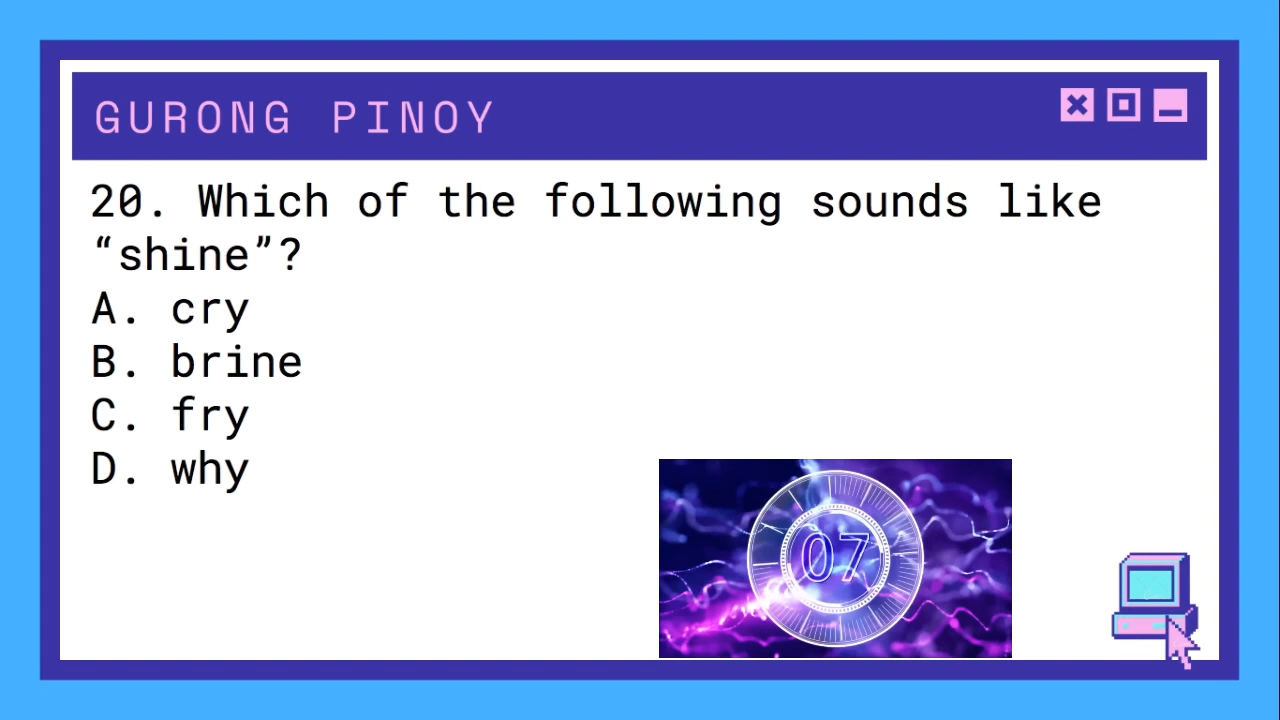 GURONG PINOY
20. Which of the following sounds like
“shine”?
A. cry
B. brine
C. fry
D. why
07